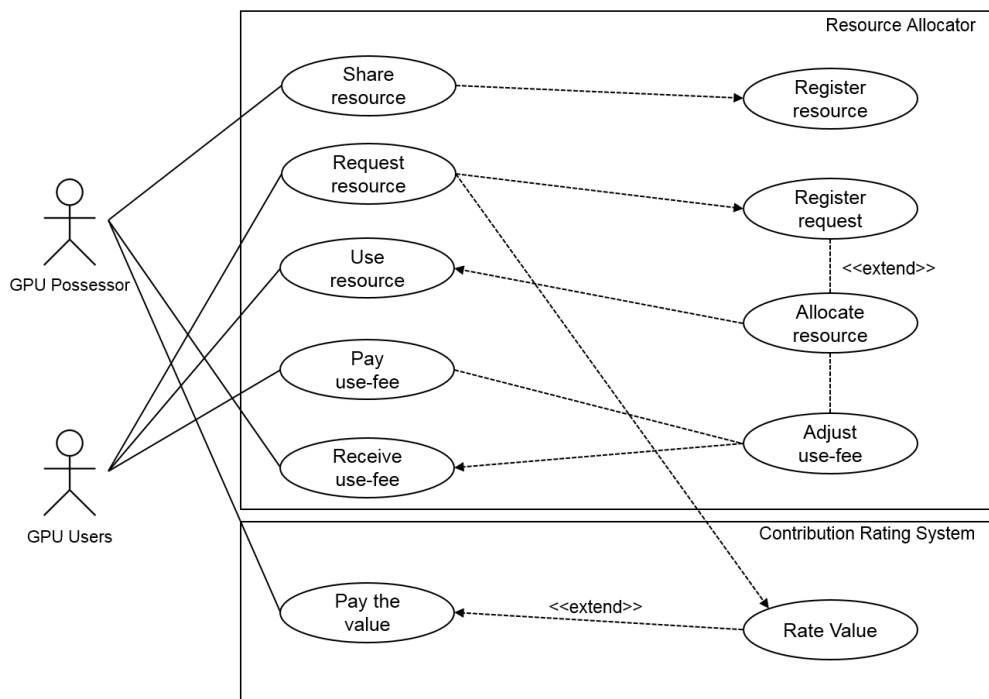 Resource Allocator
Share
resource
Register
resource
Request
resource
Register
request
GPU Possessor
Use
resource
<<extend>>
Allocate
resource
Pay
use-fee
Adjust
use-fee
Receive
use-fee
GPU Users
Contribution Rating System
Pay the
value
<<extend>>
Rate Value